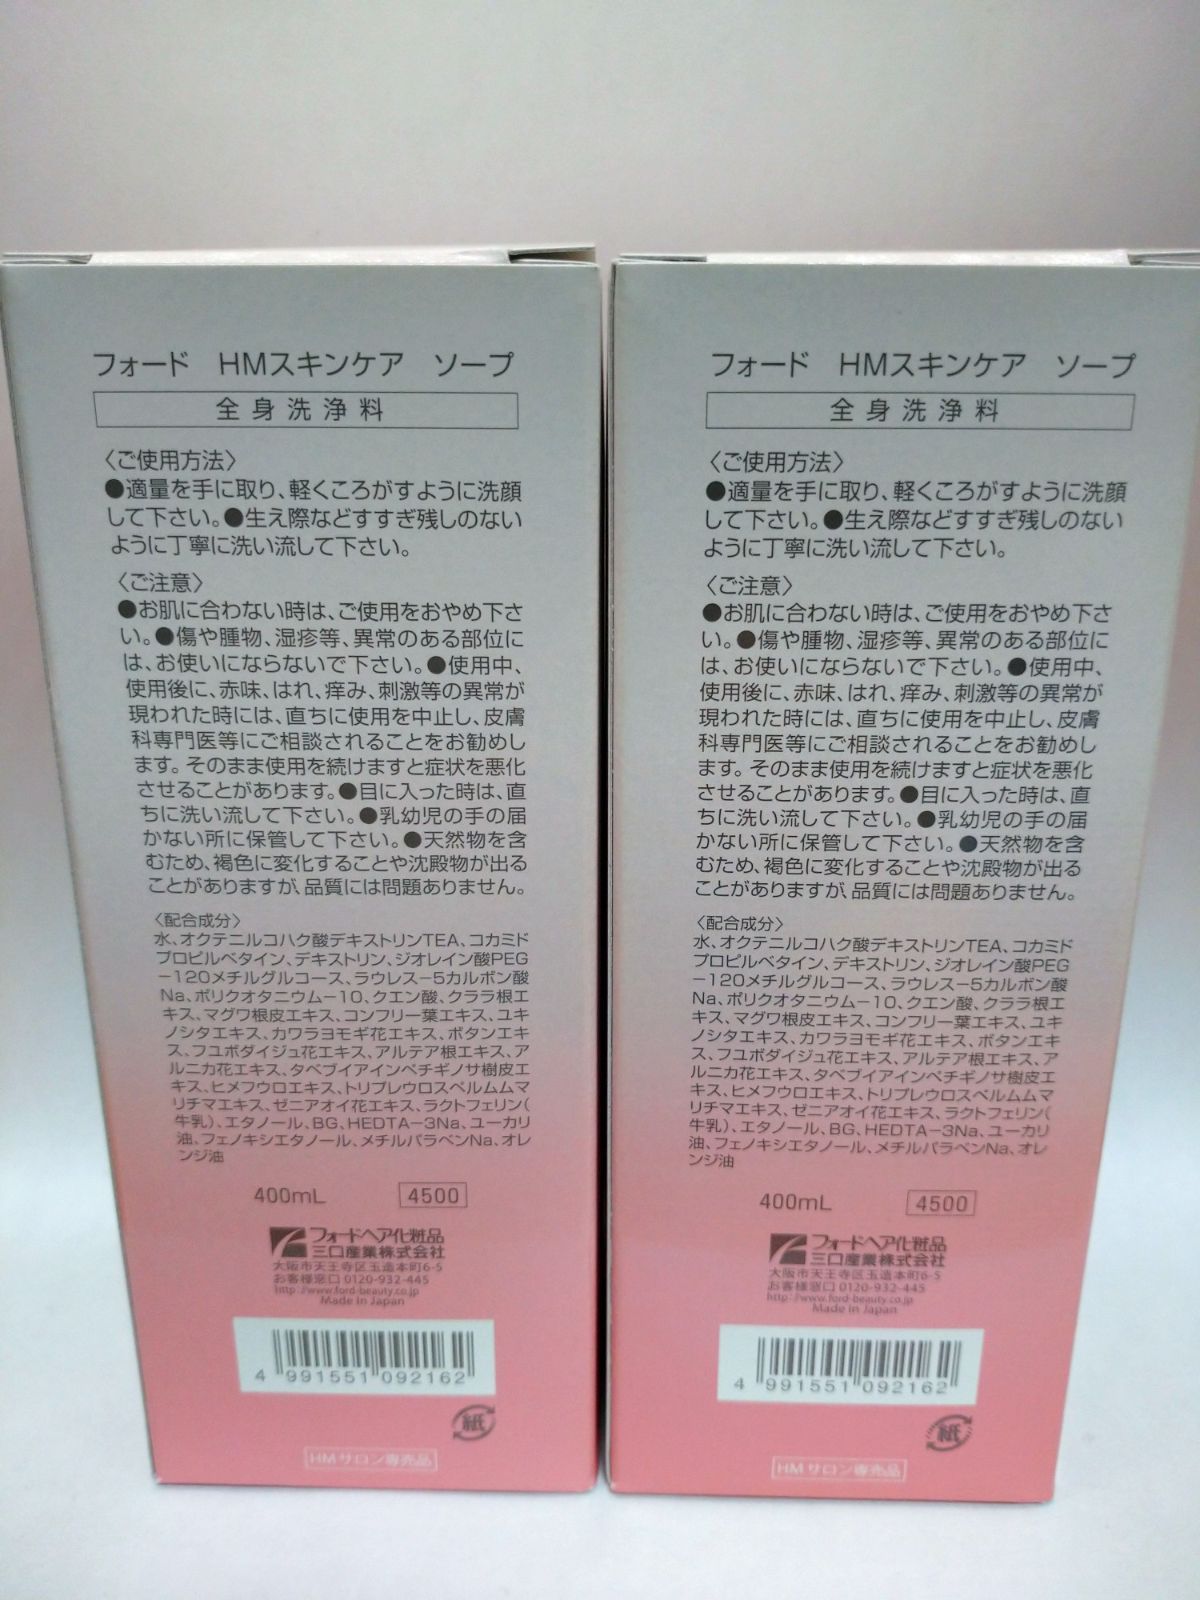 フォード　HMスキンケア　ソープ
全身洗浄料
〈ご使用方法〉
●適量を手に取り、軽くころがすように洗顔
して下さい。●生え際などすすぎ残しのない
ように丁寧に洗い流して下さい。
〈ご注意〉
●お肌に合わない時は、ご使用をおやめ下さ
い。●傷や腫物、湿疹等、異常のある部位に
は、お使いにならないで下さい。●使用中、
使用後に、赤味、はれ、痒み、刺激等の異常が
現われた時には、直ちに使用を中止し、皮膚
科専門医等にご相談されることをお勧めし
ます。そのまま使用を続けますと症状を悪化
させることがあります。●目に入った時は、直
ちに洗い流して下さい。●乳幼児の手の届
かない所に保管して下さい。●天然物を含
むため、褐色に変化することや沈殿物が出る
ことがありますが、品質には問題ありません。
〈配合成分〉
水、オクテニルコハク酸デキストリンTEA、コカミド
プロピルベタイン、デキストリン、ジオレイン酸PEG
－120メチルグルコース、ラウレス－5カルボン酸
Na、ポリクオタニウム－10、クエン酸、クララ根エ
キス、マグワ根皮エキス、コンフリー葉エキス、ユキ
ノシタエキス、カワラヨモギ花エキス、ボタンエキ
ス、フユボダイジュ花エキス、アルテア根エキス、ア
ルニカ花エキス、タベブイアインペチギノサ樹皮エ
キス、ヒメフウロエキス、トリプレウロスペルムムマ
リチマエキス、ゼニアオイ花エキス、ラクトフェリン（
牛乳）、エタノール、BG、HEDTA－3Na、ユーカリ
油、フェノキシエタノール、メチルパラベンNa、オレ
ンジ油
400mL　4500
フォードヘア化粧品
三口産業株式会社
大阪市天王寺区玉造本町6-5
お客様窓口 0120-932-445
http://www.ford-beauty.co.jp
Made in Japan
4 991551 092162
紙
HMサロン専売品
フォード　HMスキンケア　ソープ
全身洗浄料
〈ご使用方法〉
●適量を手に取り、軽くころがすように洗顔
して下さい。●生え際などすすぎ残しのない
ように丁寧に洗い流して下さい。
〈ご注意〉
●お肌に合わない時は、ご使用をおやめ下さ
い。●傷や腫物、湿疹等、異常のある部位に
は、お使いにならないで下さい。●使用中、
使用後に、赤味、はれ、痒み、刺激等の異常が
現われた時には、直ちに使用を中止し、皮膚
科専門医等にご相談されることをお勧めし
ます。そのまま使用を続けますと症状を悪化
させることがあります。●目に入った時は、直
ちに洗い流して下さい。●乳幼児の手の届
かない所に保管して下さい。●天然物を含
むため、褐色に変化することや沈殿物が出る
ことがありますが、品質には問題ありません。
〈配合成分〉
水、オクテニルコハク酸デキストリンTEA、コカミド
プロピルベタイン、デキストリン、ジオレイン酸PEG
－120メチルグルコース、ラウレス－5カルボン酸
Na、ポリクオタニウム－10、クエン酸、クララ根エ
キス、マグワ根皮エキス、コンフリー葉エキス、ユキ
ノシタエキス、カワラヨモギ花エキス、ボタンエキ
ス、フユボダイジュ花エキス、アルテア根エキス、ア
ルニカ花エキス、タベブイアインペチギノサ樹皮エ
キス、ヒメフウロエキス、トリプレウロスペルムムマ
リチマエキス、ゼニアオイ花エキス、ラクトフェリン（
牛乳）、エタノール、BG、HEDTA－3Na、ユーカリ
油、フェノキシエタノール、メチルパラベンNa、オレ
ンジ油
400mL　4500
フォードヘア化粧品
三口産業株式会社
大阪市天王寺区玉造本町6-5
お客様窓口 0120-932-445
http://www.ford-beauty.co.jp
Made in Japan
4 991551 092162
紙
HMサロン専売品